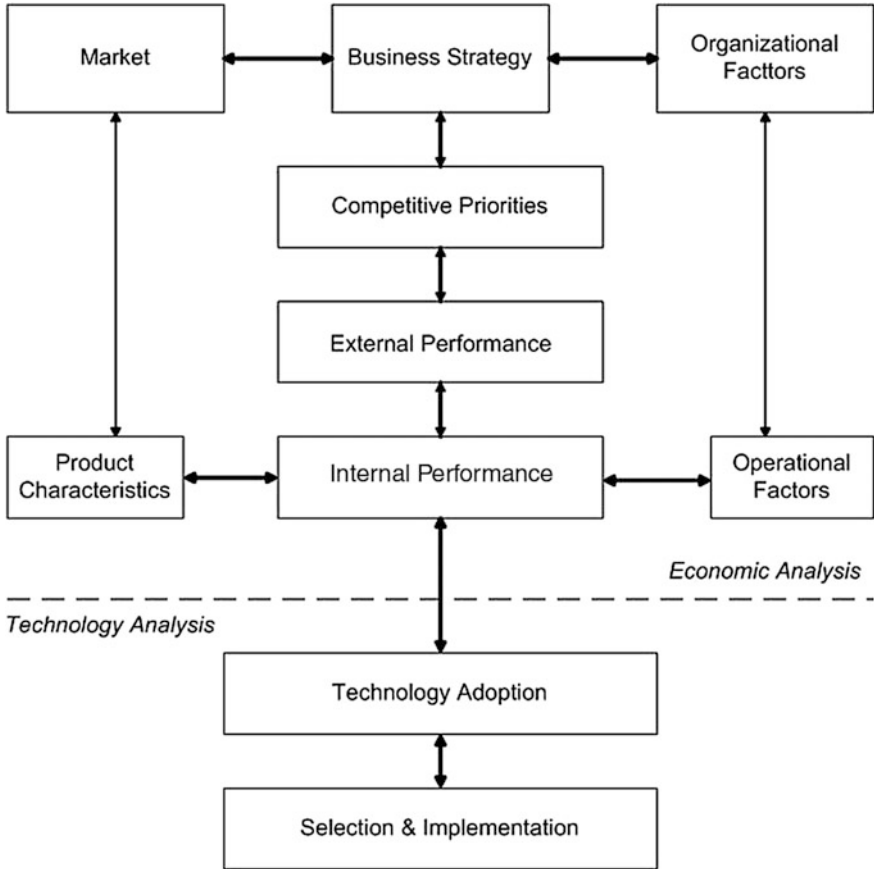 Market
Business Strategy
Organizational
Facttors
Competitive Priorities
External Performance
Product
Characteristics
Internal Performance
Operational
Factors
Economic Analysis
Technology Analysis
Technology Adoption
Selection & Implementation